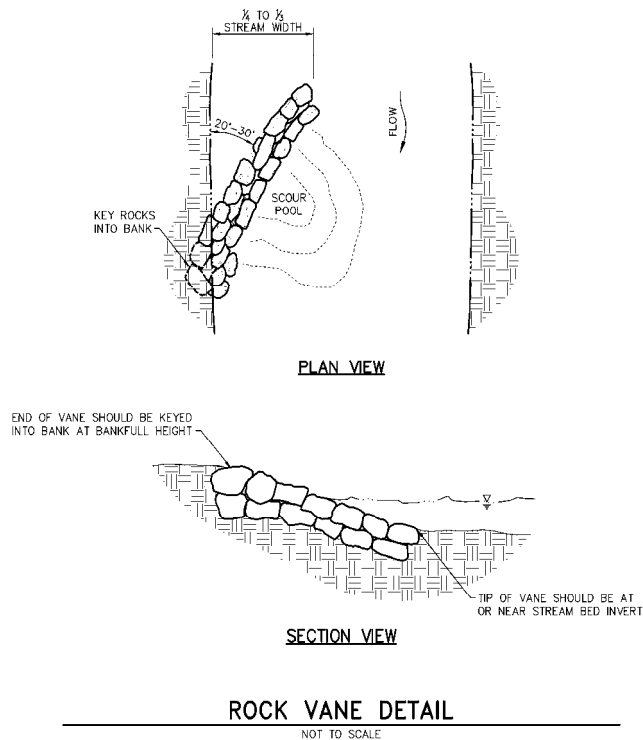 ¼ TO ⅓
STREAM WIDTH
20°-30°
FLOW
SCOUR
POOL
KEY ROCKS
INTO BANK
PLAN VIEW
END OF VANE SHOULD BE KEYED
INTO BANK AT BANKFULL HEIGHT
TIP OF VANE SHOULD BE AT
OR NEAR STREAM BED INVERT
SECTION VIEW
ROCK VANE DETAIL
NOT TO SCALE